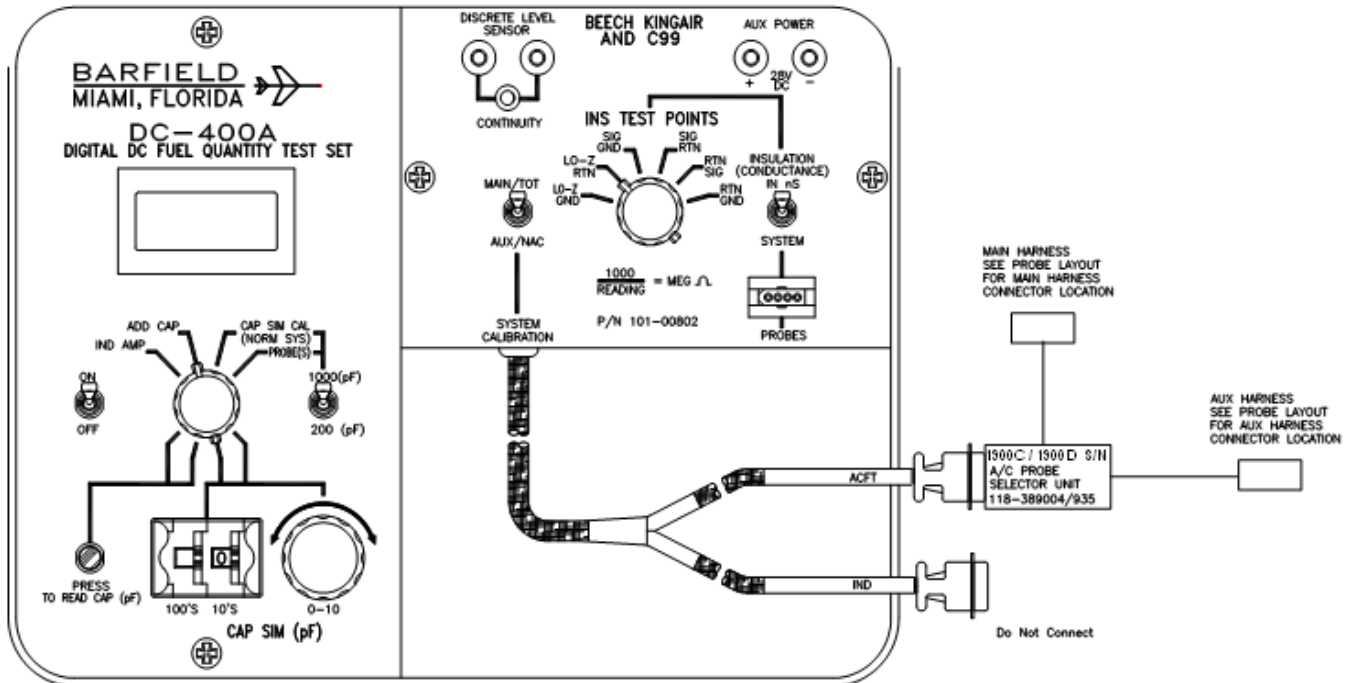 BARFIELD
MIAMI, FLORIDA
DC-400A
DIGITAL DC FUEL QUANTITY TEST SET
ADD CAP
IND AMP
CAP SIM CAL
(NORM SYS)
PROBE(S)
ON
OFF
1000(pF)
200 (pF)
PRESS
TO READ CAP (pF)
0
100'S
10'S
0-10
CAP SIM (pF)
DISCRETE LEVEL
SENSOR
CONTINUITY
BEECH KINGAIR
AND C99
AUX POWER
+
28V
DC
-
INS TEST POINTS
SIG
GND
SIG
RTN
LO-Z
RTN
RTN
SIG
LO-Z
GND
RTN
GND
INSULATION
(CONDUCTANCE)
IN nS
MAIN/TOT
AUX/NAC
SYSTEM
1000
READING = MEG Ω
P/N 101-00802
SYSTEM
CALIBRATION
PROBES
ACFT
IND
MAIN HARNESS
SEE PROBE LAYOUT
FOR MAIN HARNESS
CONNECTOR LOCATION
AUX HARNESS
SEE PROBE LAYOUT
FOR AUX HARNESS
CONNECTOR LOCATION
1900C / 1900D S/N
A/C PROBE
SELECTOR UNIT
118-389004/935
Do Not Connect